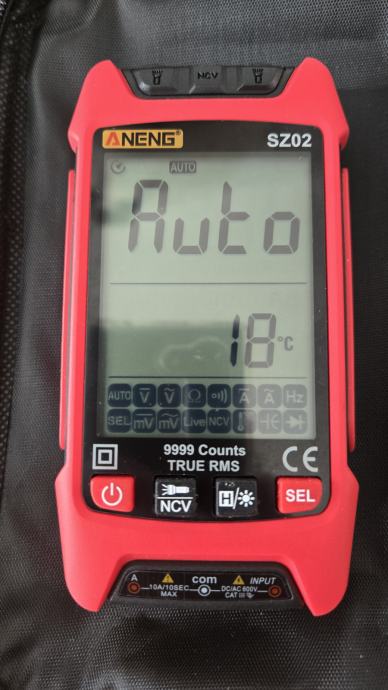 NCV
ANENG®
SZ02
AUTO
Auto
18°C
AUTO V V Ω A A Hz
SEL mV mV Live NCV
9999 Counts
TRUE RMS
CE
NCV
H/
SEL
A com INPUT
10A/10SEC MAX
DC/AC 600V
CAT III